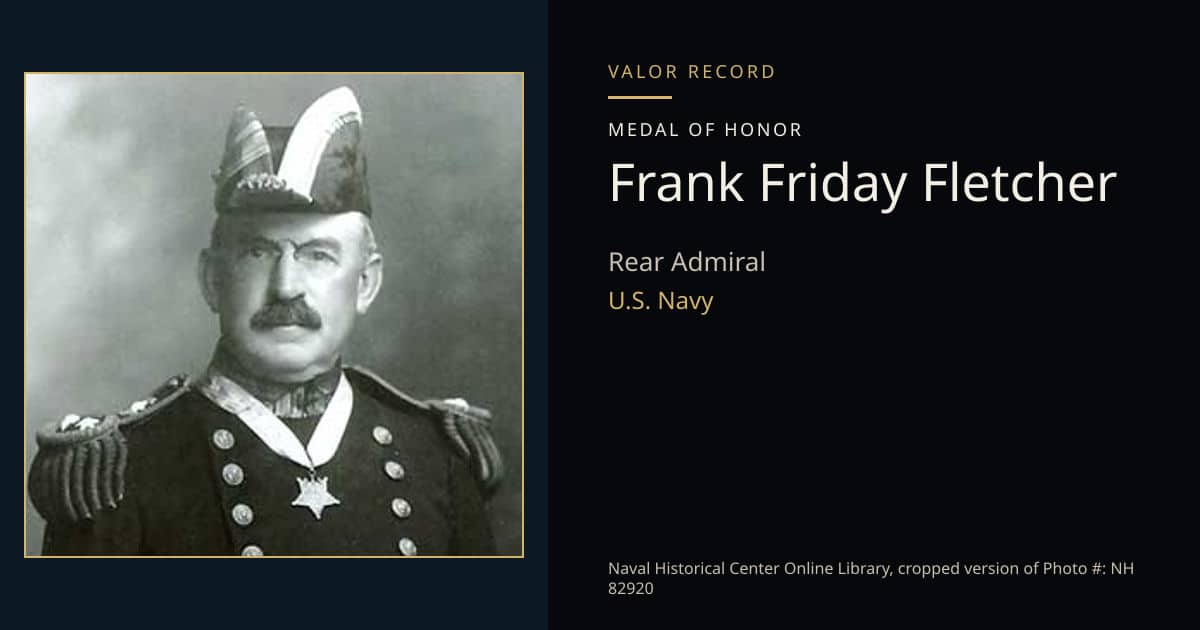 VALOR RECORD
MEDAL OF HONOR
Frank Friday Fletcher
Rear Admiral
U.S. Navy
Naval Historical Center Online Library, cropped version of Photo #: NH
82920